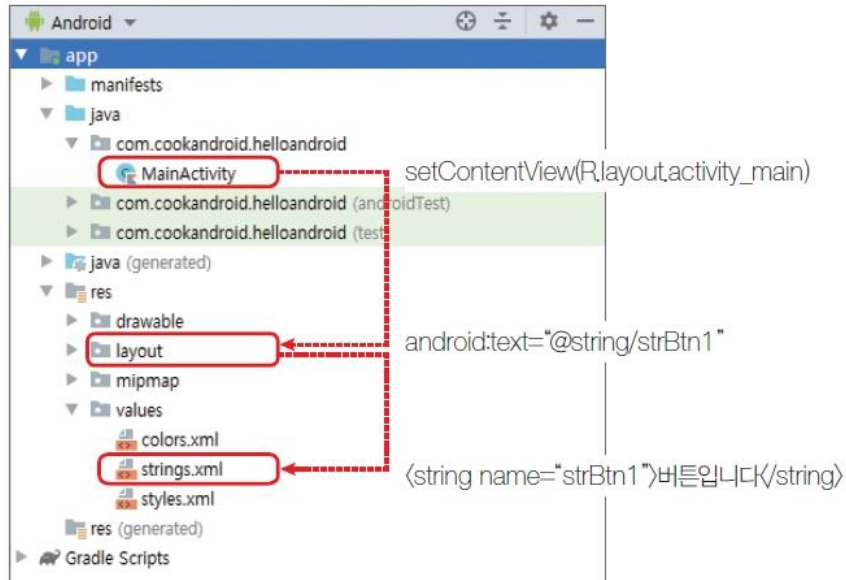 Android
app
manifests
java
com.cookandroid.helloandroid
MainActivity
setContentView(R.layout.activity_main)
com.cookandroid.helloandroid (androidTest)
com.cookandroid.helloandroid (test)
java (generated)
res
drawable
layout
android:text="@string/strBtn1"
mipmap
values
colors.xml
strings.xml
<string name="strBtn1">버튼입니다</string>
styles.xml
res (generated)
Gradle Scripts